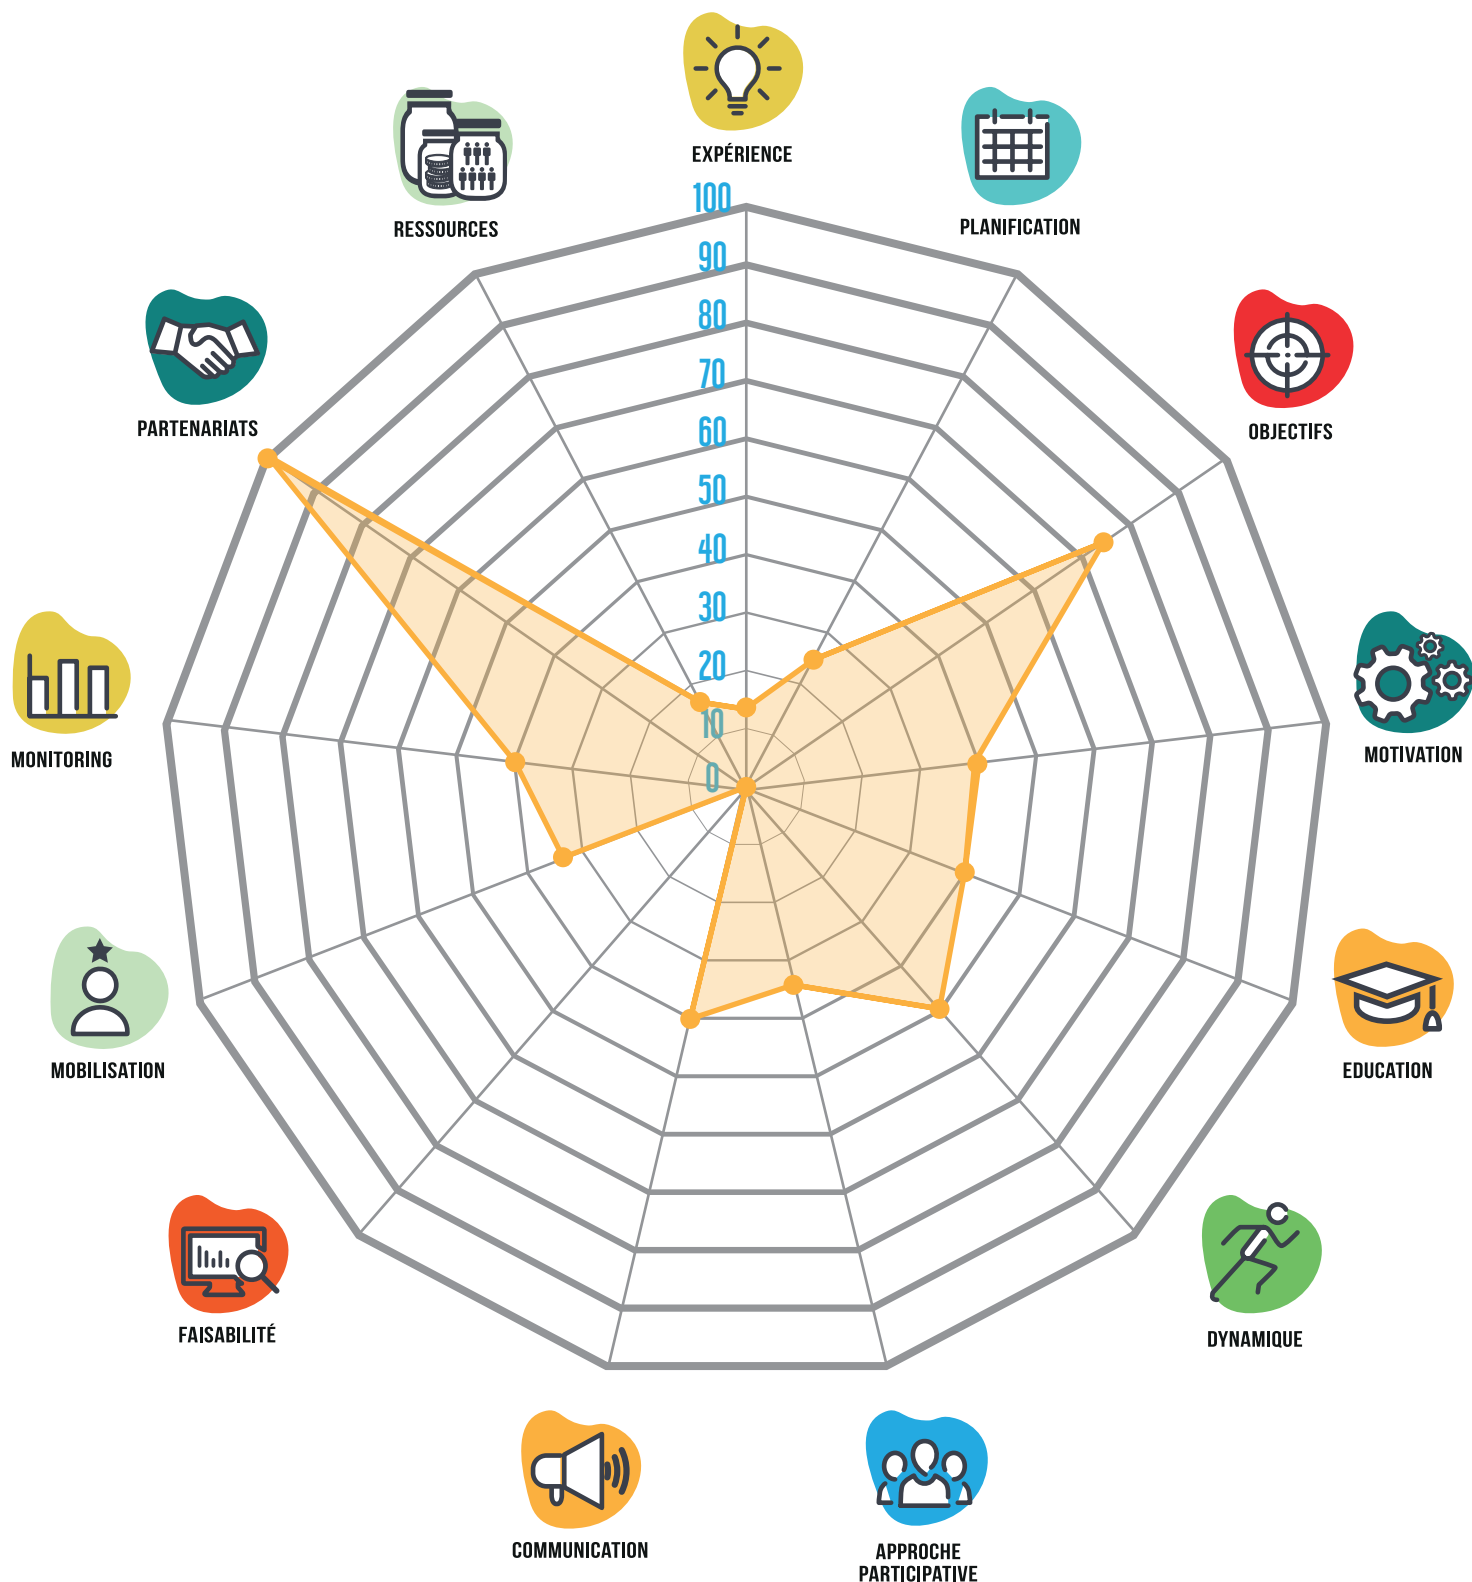 EXPÉRIENCE
PLANIFICATION
RESSOURCES
OBJECTIFS
PARTENARIATS
MOTIVATION
MONITORING
EDUCATION
MOBILISATION
DYNAMIQUE
FAISABILITÉ
COMMUNICATION
APPROCHE
PARTICIPATIVE
100
90
80
70
60
50
40
30
20
10
0